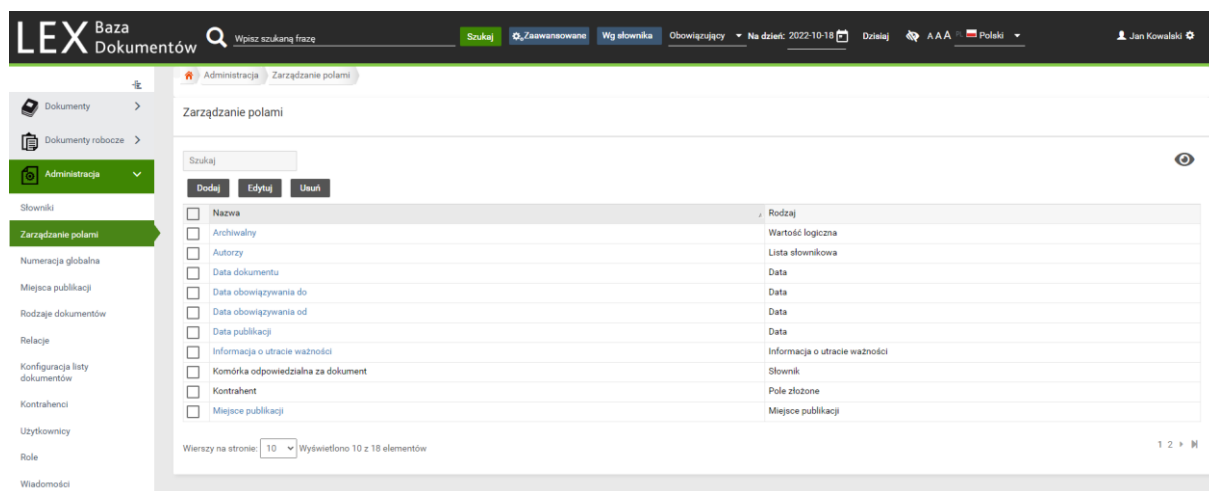 LEX Baza Dokumentów
Wpisz szukaną frazę Szukaj Zaawansowane Wg słownika Obowiązujący Na dzień: 2022-10-18 Dzisiaj A A A PL Polski Jan Kowalski
Administracja Zarządzanie polami
Dokumenty
Dokumenty robocze
Administracja
Słowniki
Zarządzanie polami
Numeracja globalna
Miejsca publikacji
Rodzaje dokumentów
Relacje
Konfiguracja listy
dokumentów
Kontrahenci
Użytkownicy
Role
Wiadomości
Zarządzanie polami
Szukaj
Dodaj Edytuj Usuń
Nazwa Rodzaj
Archiwalny Wartość logiczna
Autorzy Lista słownikowa
Data dokumentu Data
Data obowiązywania do Data
Data obowiązywania od Data
Data publikacji Data
Informacja o utracie ważności Informacja o utracie ważności
Komórka odpowiedzialna za dokument Słownik
Kontrahent Pole złożone
Miejsce publikacji Miejsce publikacji
Wierszy na stronie: 10 Wyświetlono 10 z 18 elementów 1 2